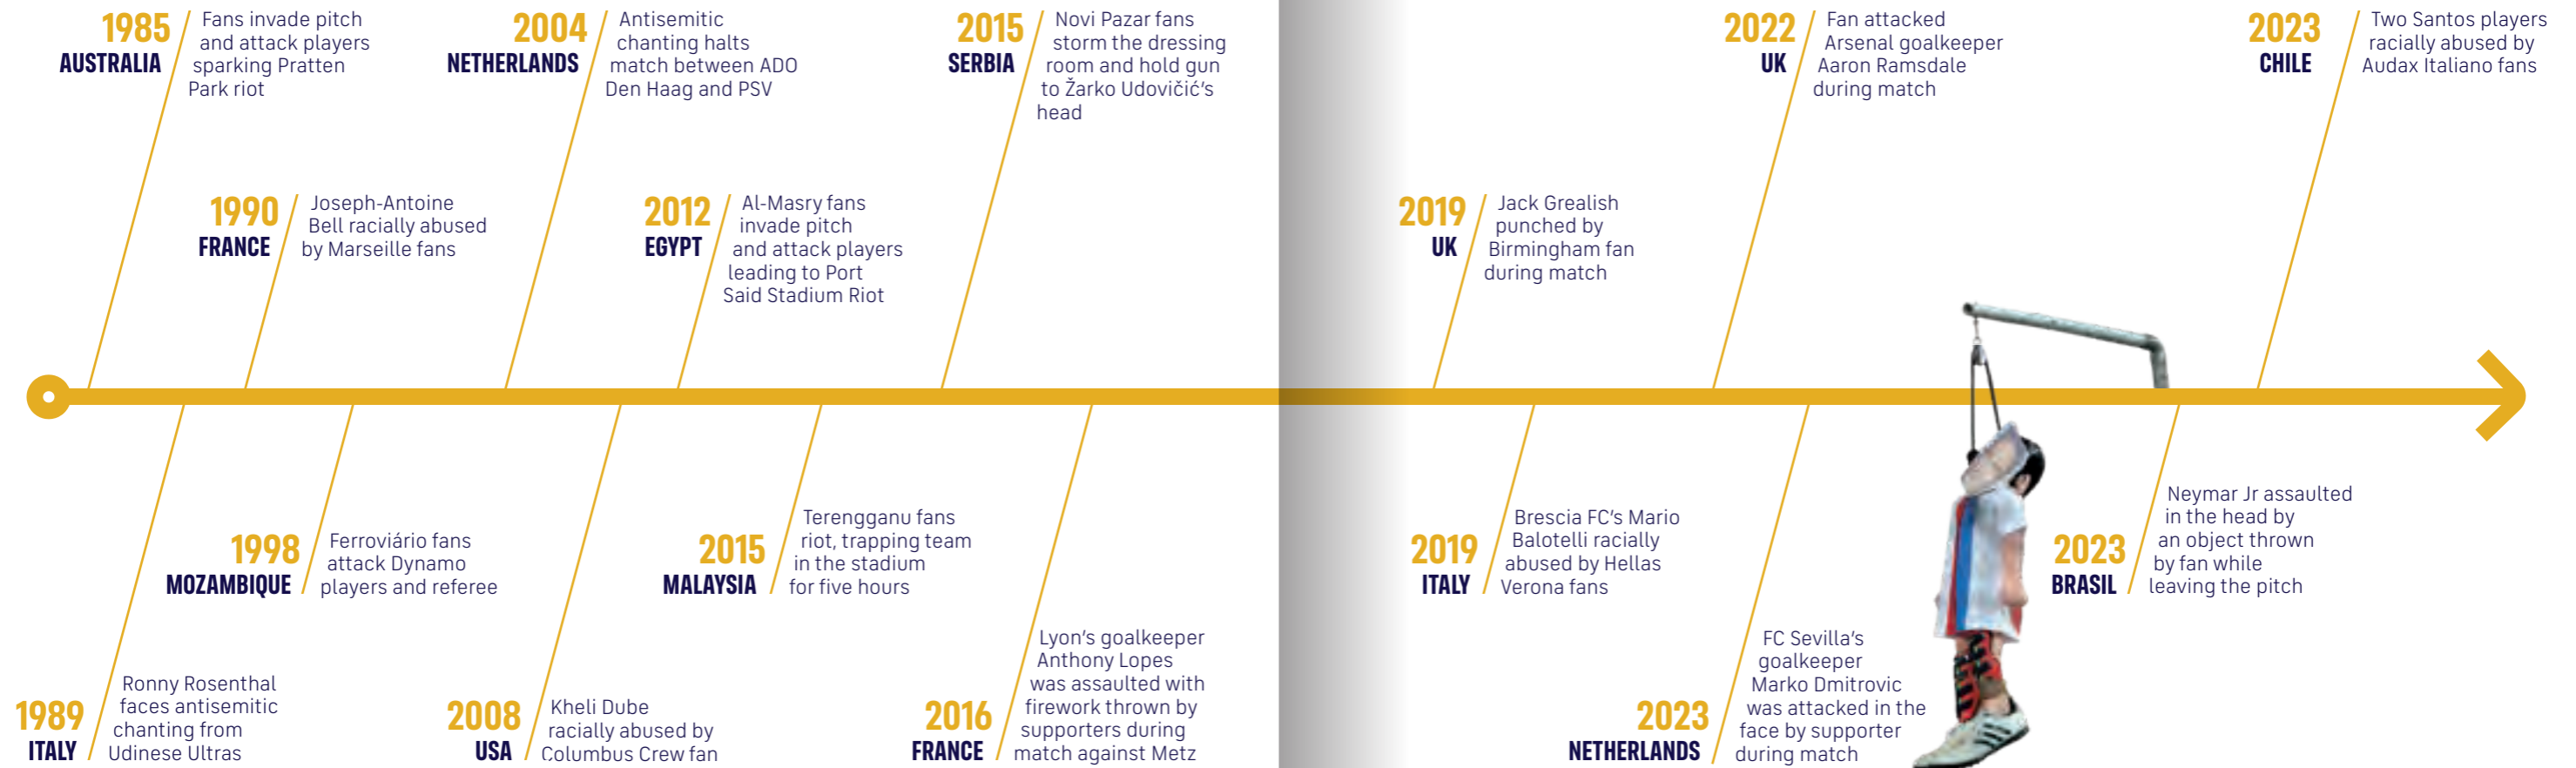 1985
AUSTRALIA
Fans invade pitch
and attack players
sparking Pratten
Park riot
1989
ITALY
Ronny Rosenthal
faces antisemitic
chanting from
Udinese Ultras
1990
FRANCE
Joseph-Antoine
Bell racially abused
by Marseille fans
1998
MOZAMBIQUE
Ferroviário fans
attack Dynamo
players and referee
2004
NETHERLANDS
Antisemitic
chanting halts
match between ADO
Den Haag and PSV
2008
USA
Kheli Dube
racially abused by
Columbus Crew fan
2012
EGYPT
Al-Masry fans
invade pitch
and attack players
leading to Port
Said Stadium Riot
2015
MALAYSIA
Terengganu fans
riot, trapping team
in the stadium
for five hours
2015
SERBIA
Novi Pazar fans
storm the dressing
room and hold gun
to Žarko Udovičić's
head
2016
FRANCE
Lyon's goalkeeper
Anthony Lopes
was assaulted with
firework thrown by
supporters during
match against Metz
2019
UK
Jack Grealish
punched by
Birmingham fan
during match
2019
ITALY
Brescia FC's Mario
Balotelli racially
abused by Hellas
Verona fans
2022
UK
Fan attacked
Arsenal goalkeeper
Aaron Ramsdale
during match
2023
NETHERLANDS
FC Sevilla's
goalkeeper
Marko Dmitrovic
was attacked in the
face by supporter
during match
2023
BRASIL
Neymar Jr assaulted
in the head by
an object thrown
by fan while
leaving the pitch
2023
CHILE
Two Santos players
racially abused by
Audax Italiano fans